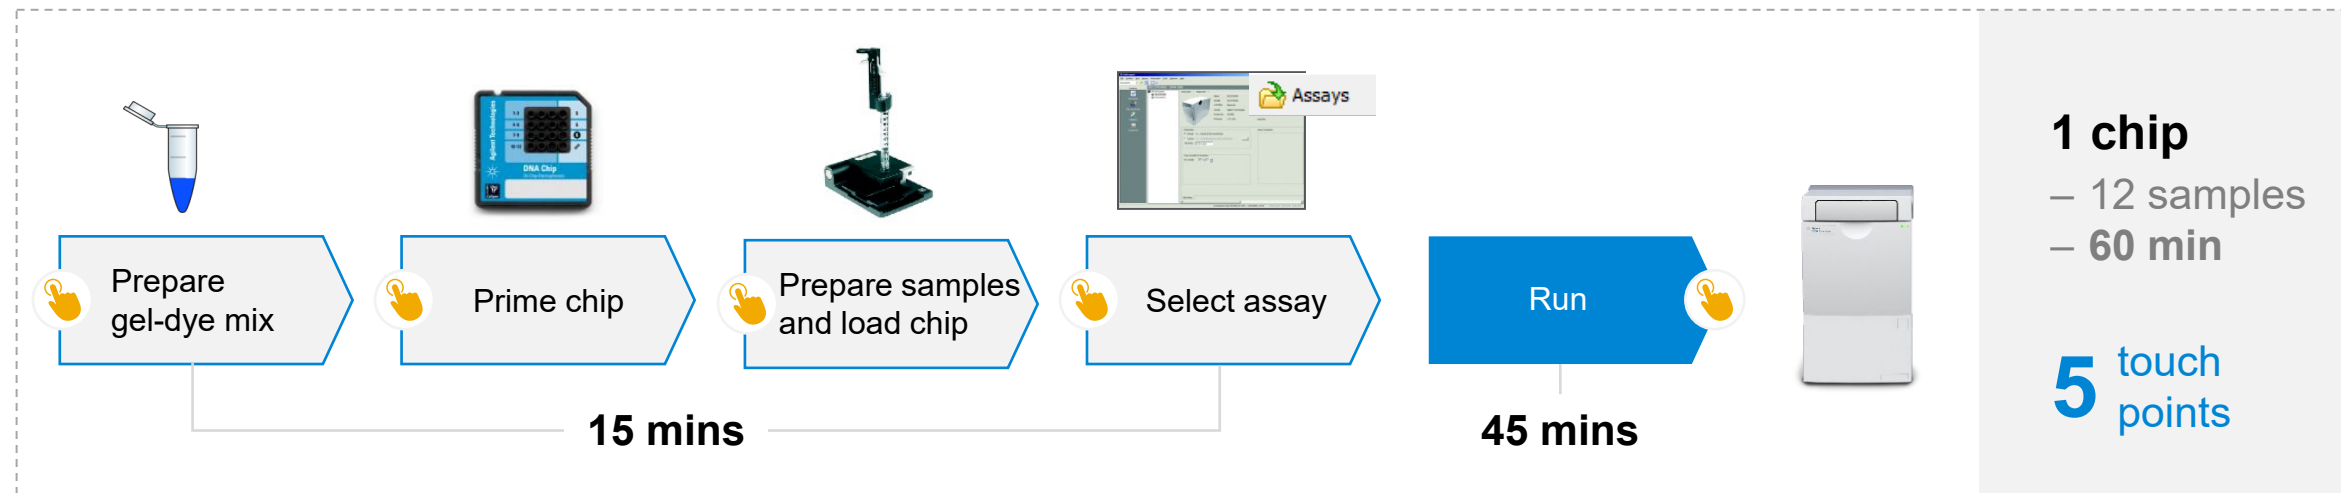 Agilent Technologies
DNA Chip
Assays
Prepare
gel-dye mix
Prime chip
Prepare samples
and load chip
Select assay
Run
15 mins
45 mins
1 chip
– 12 samples
– 60 min
5 touch
points